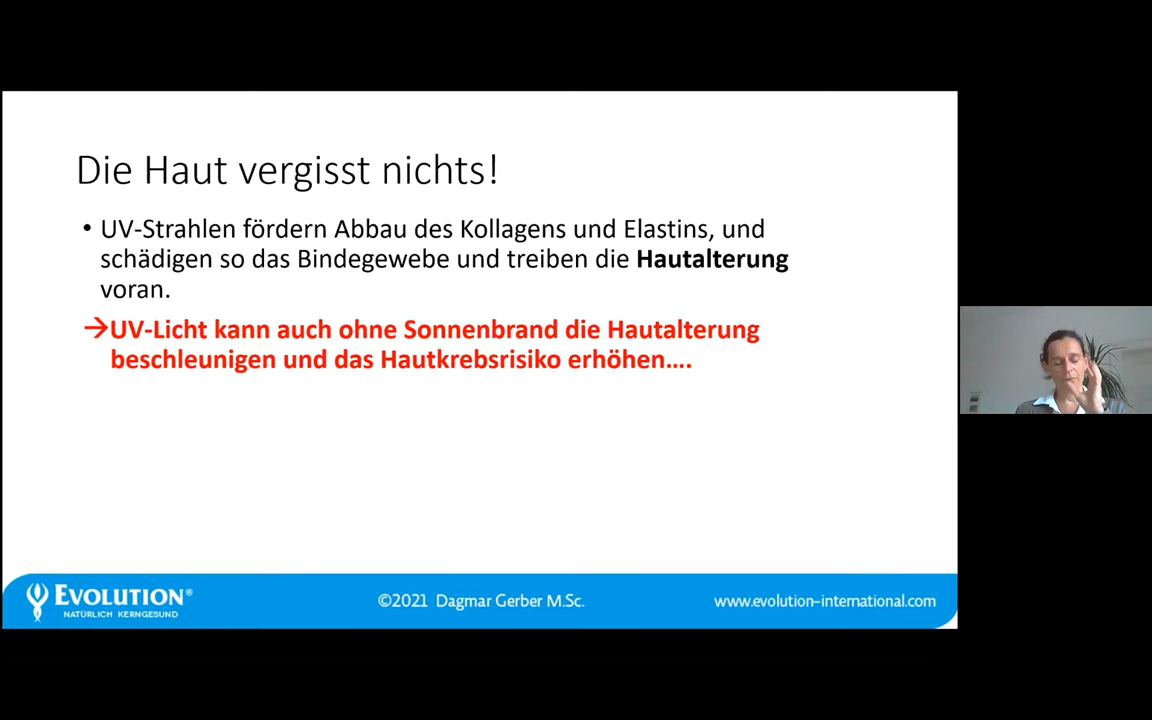 Die Haut vergisst nichts!
• UV-Strahlen fördern Abbau des Kollagens und Elastins, und
schädigen so das Bindegewebe und treiben die Hautalterung
voran.
→UV-Licht kann auch ohne Sonnenbrand die Hautalterung
beschleunigen und das Hautkrebsrisiko erhöhen….
EVOLUTION®
NATÜRLICH KERNGESUND
©2021 Dagmar Gerber M.Sc.
www.evolution-international.com